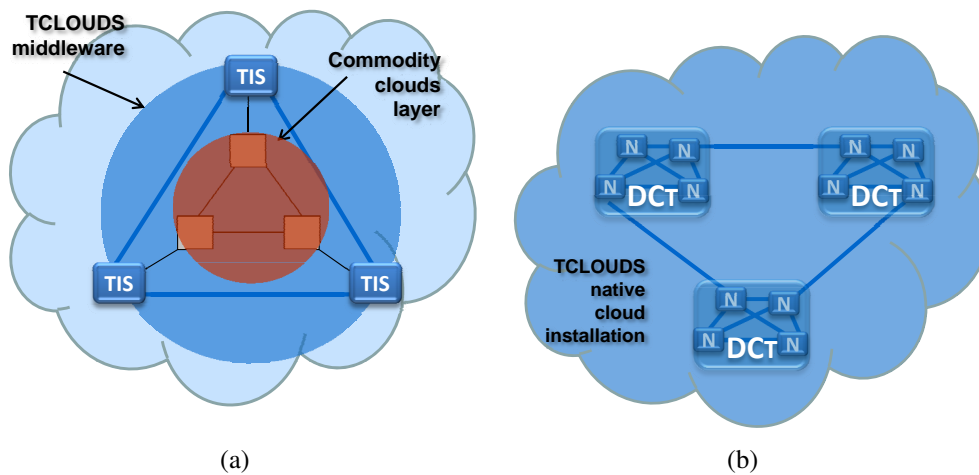 TCLOUDS
middleware
TIS
Commodity
clouds
layer
TIS
TIS
(a)
N
N
N
N
DCT
N
N
N
N
DCT
TCLOUDS
native
cloud
installation
N
N
N
N
DCT
(b)